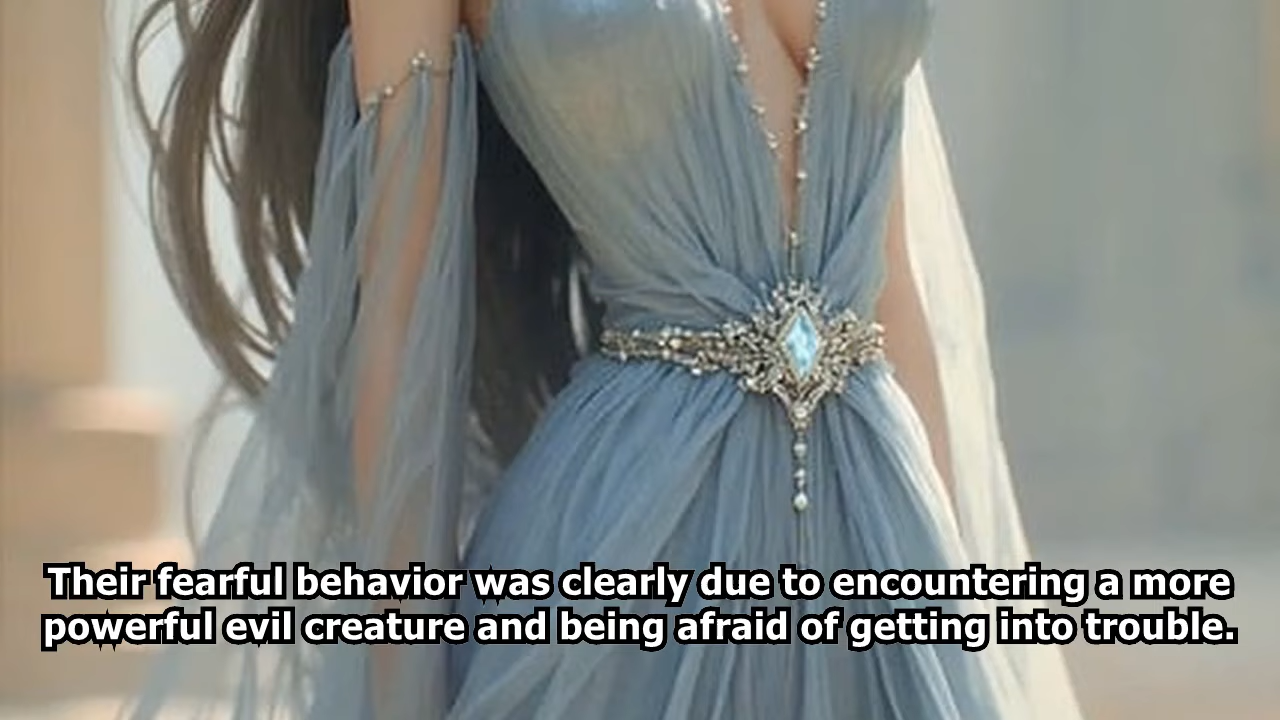 Their fearful behavior was clearly due to encountering a more
powerful evil creature and being afraid of getting into trouble.